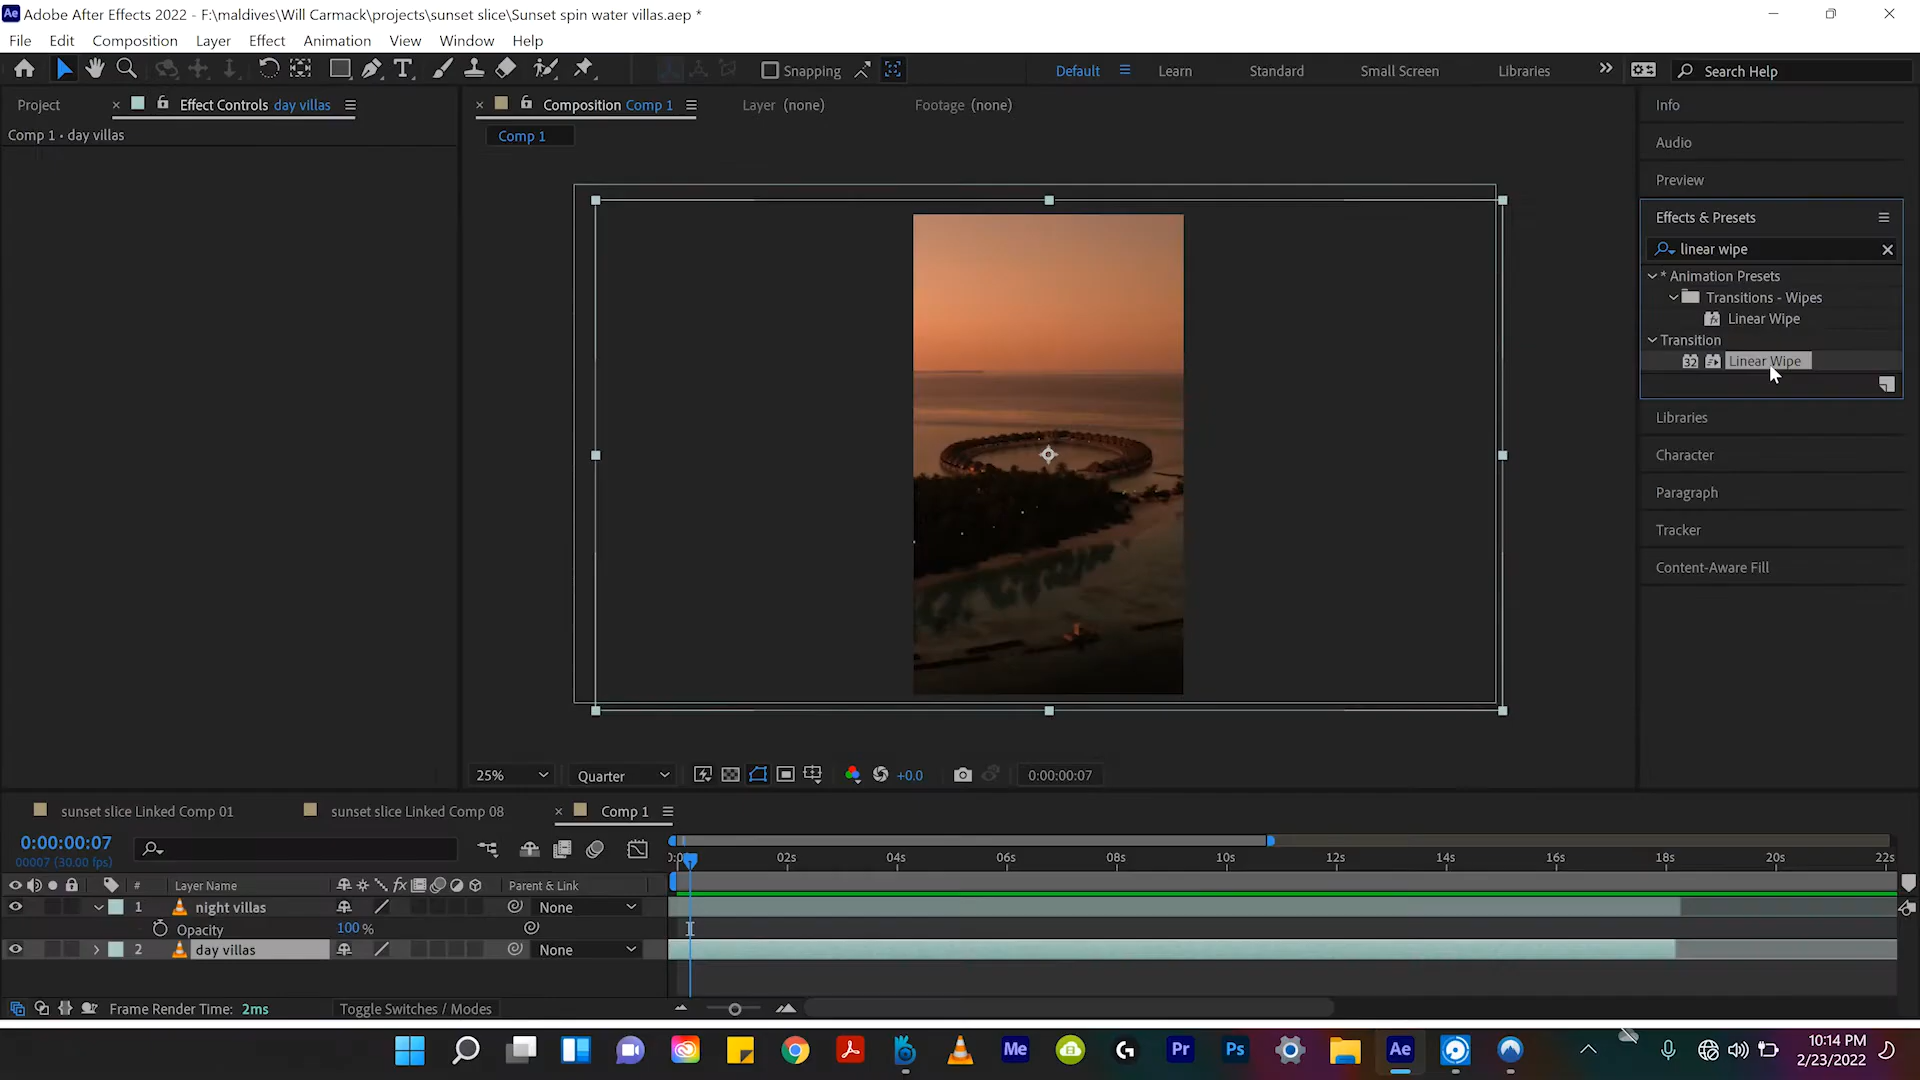 Ae Adobe After Effects 2022 - F:\maldives\Will Carmack\projects\sunset slice\Sunset spin water villas.aep *
File Edit Composition Layer Effect Animation View Window Help
Snapping Default Learn Standard Small Screen Libraries Search Help
Project Effect Controls day villas Composition Comp 1 Layer (none) Footage (none) Info
Comp 1 • day villas
Comp 1
Audio
Preview
Effects & Presets
linear wipe
* Animation Presets
Transitions - Wipes
Linear Wipe
Transition
32 Linear Wipe
Libraries
Character
Paragraph
Tracker
Content-Aware Fill
25% Quarter +0.0 0:00:00:07
sunset slice Linked Comp 01 sunset slice Linked Comp 08 Comp 1
0:00:00:07
00007 (30.00 fps)
02s 04s 06s 08s 10s 12s 14s 16s 18s 20s 22s
# Layer Name fx Parent & Link
1 night villas None
Opacity 100 %
2 day villas None
Frame Render Time: 2ms Toggle Switches / Modes
Me G Pr Ps Ae
10:14 PM
2/23/2022